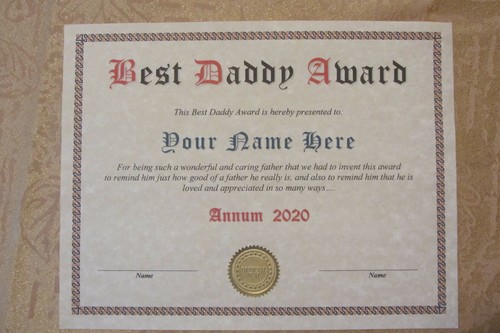 Best Daddy Award
This Best Daddy Award is hereby presented to.
Your Name Here
For being such a wonderful and caring father that we had to invent this award
to remind him just how good of a father he really is, and also to remind him that he is
loved and appreciated in so many ways....
Annum 2020
Name
Name